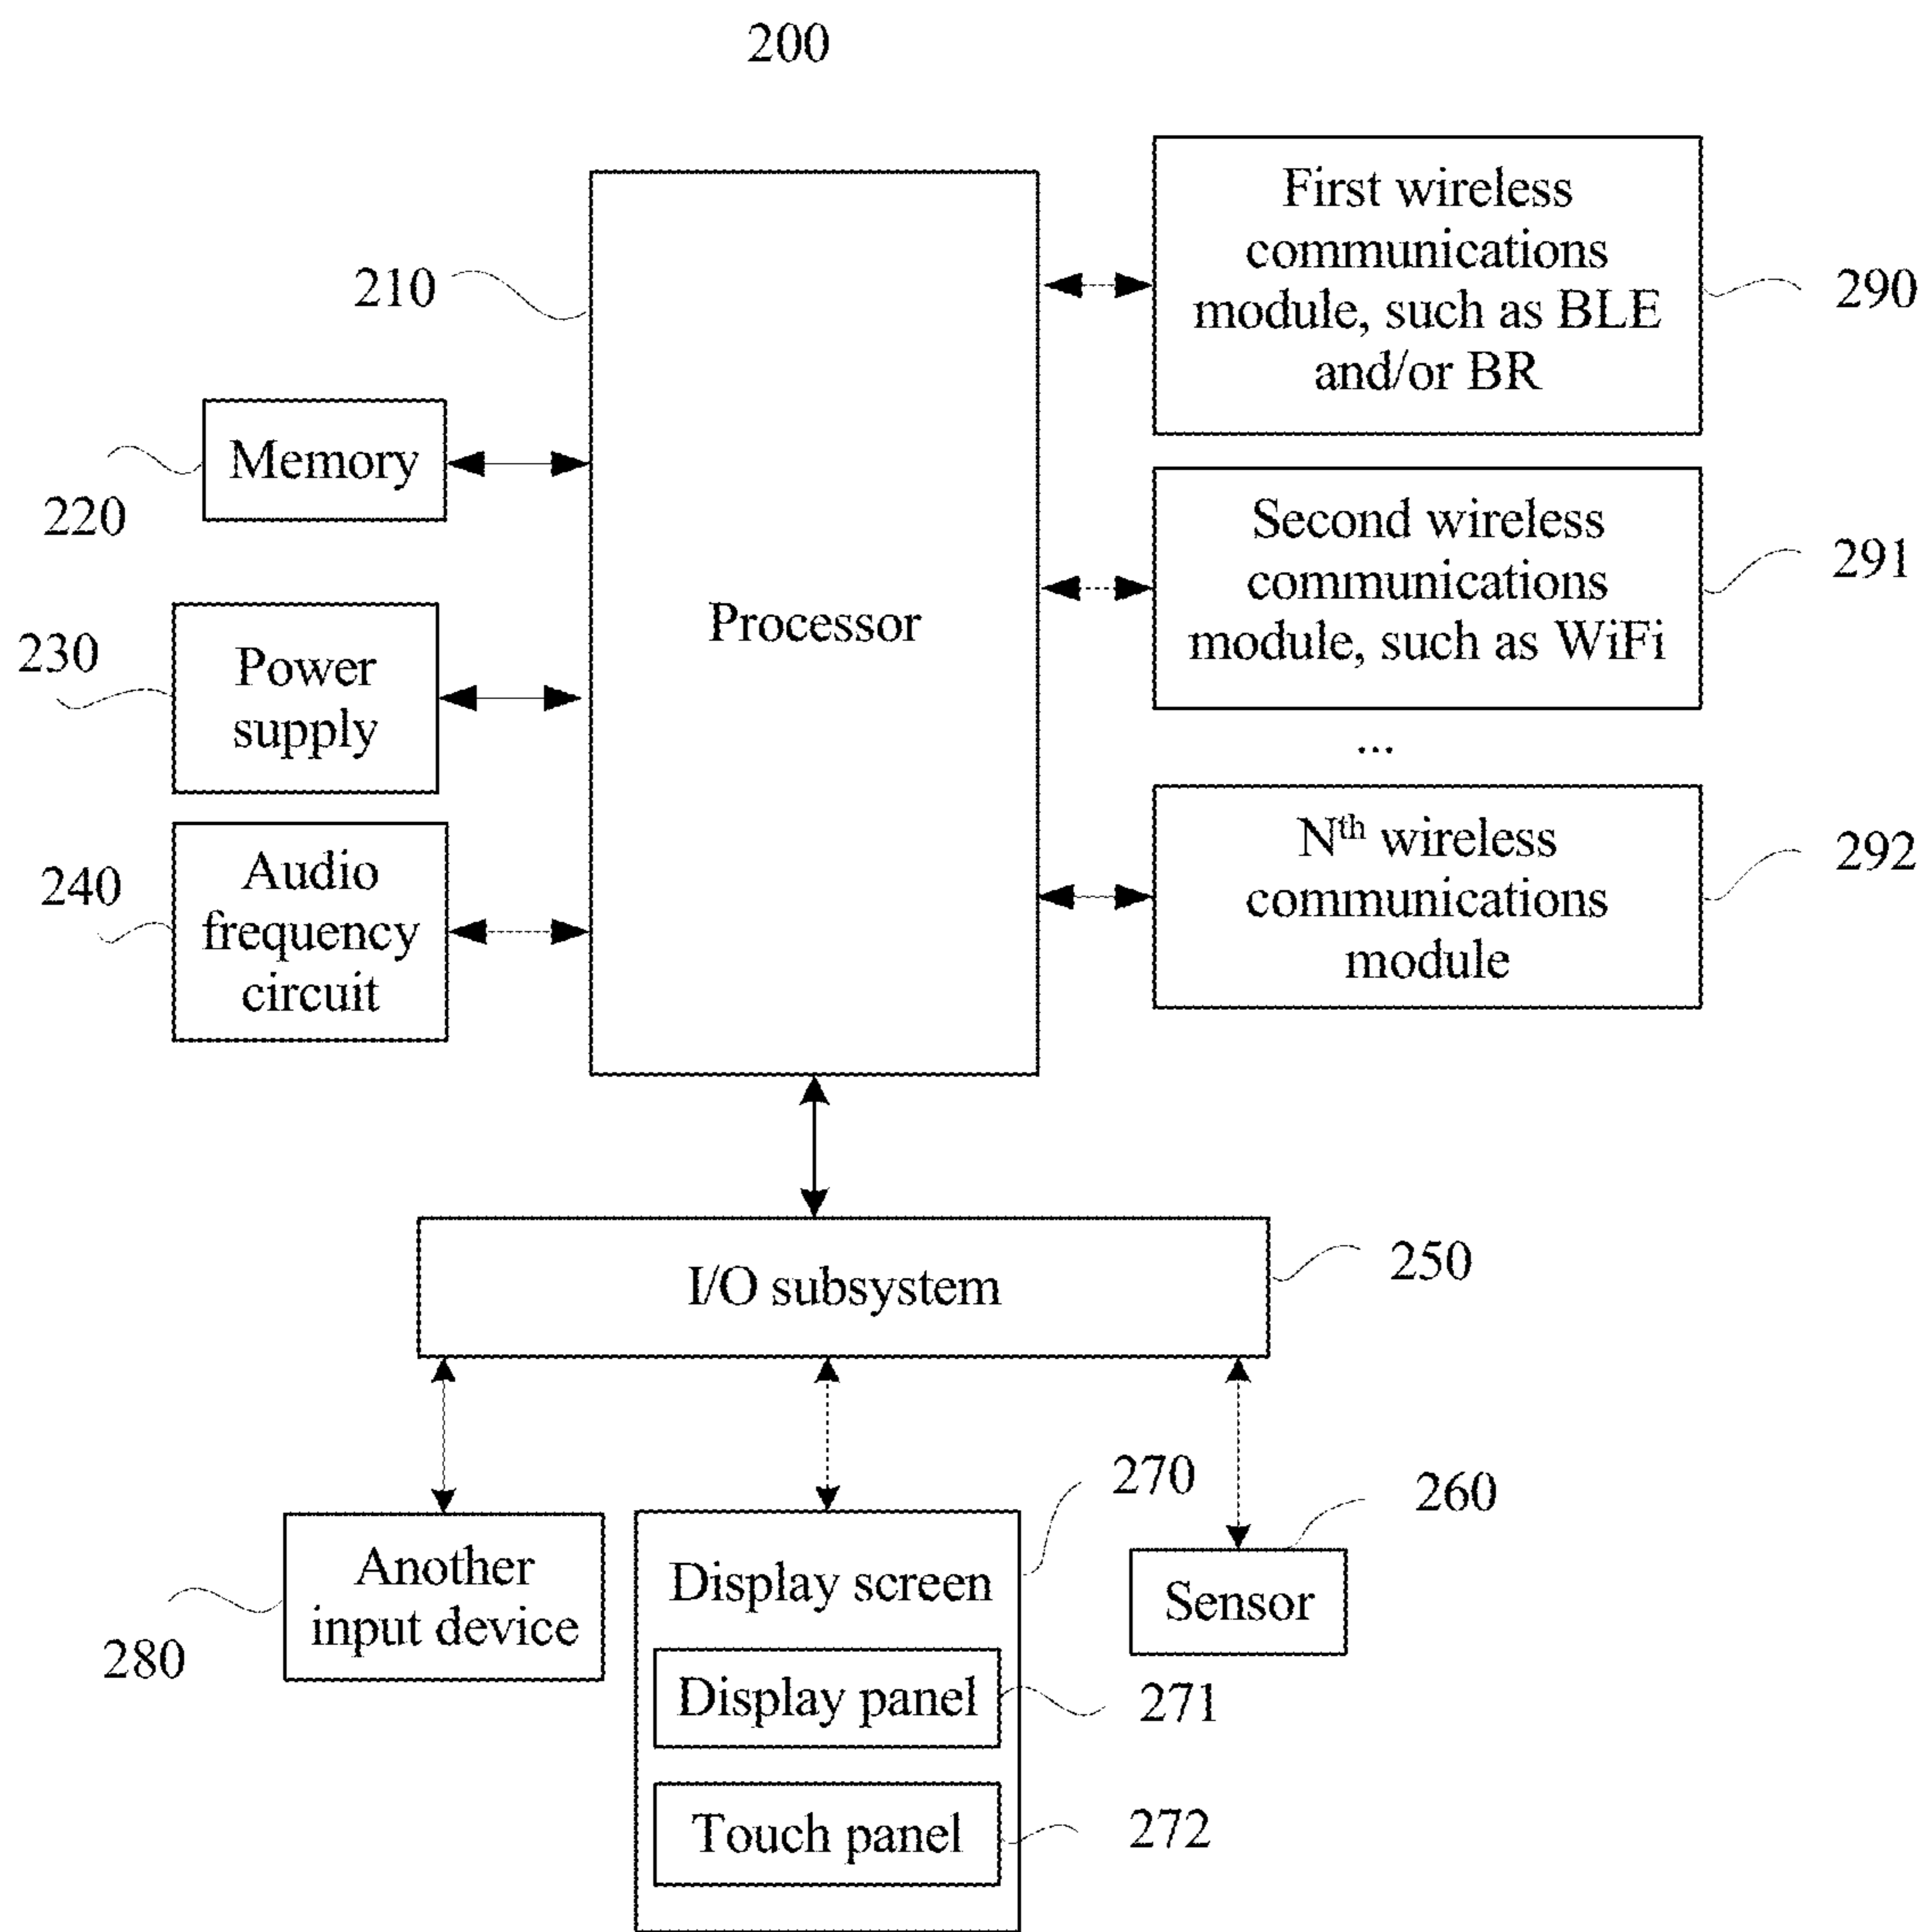 200
First wireless
communications
module, such as BLE
and/or BR
290
210
Memory
220
Second wireless
communications
module, such as WiFi
291
Processor
230
Power
supply
...
Nth wireless
communications
module
292
240
Audio
frequency
circuit
I/O subsystem
250
270
260
Another
input device
280
Display screen
Sensor
Display panel
271
Touch panel
272